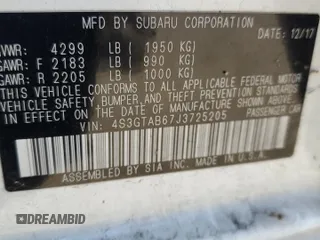 MFD BY SUBARU CORPORATION
DATE: 12/17
GVWR: 4299 LB ( 1950 KG)
GAWR: F 2183 LB ( 990 KG)
GAWR: R 2205 LB ( 1000 KG)
THIS VEHICLE CONFORMS TO ALL APPLICABLE FEDERAL MOTOR
VEHICLE SAFETY, BUMPER AND THEFT PREVENTION STANDARDS
IN EFFECT ON THE DATE OF MANUFACTURE SHOWN ABOVE.
VIN: 4S3GTAB67J3725205
PASSENGER CAR
ASSEMBLED BY SIA INC. MADE IN U.S.A.
DREAMBID
DREAMBID.COM